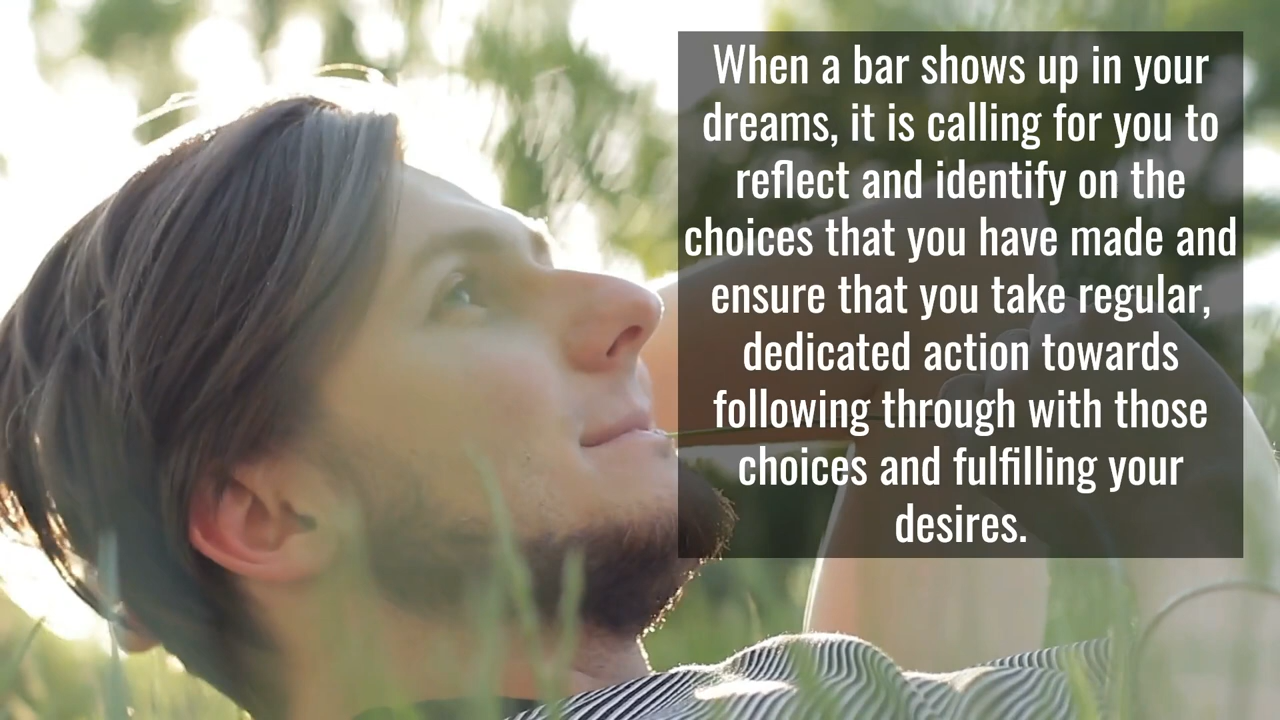 When a bar shows up in your
dreams, it is calling for you to
reflect and identify on the
choices that you have made and
ensure that you take regular,
dedicated action towards
following through with those
choices and fulfilling your
desires.